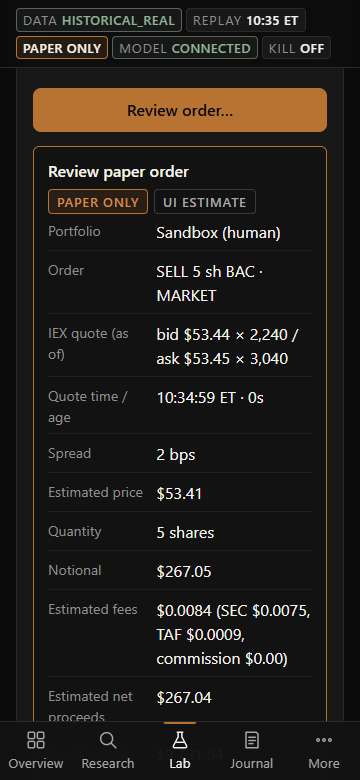 DATA HISTORICAL_REAL REPLAY 10:35 ET
PAPER ONLY MODEL CONNECTED KILL OFF
Review order...
Review paper order
PAPER ONLY UI ESTIMATE
Portfolio Sandbox (human)
Order SELL 5 sh BAC ·
MARKET
IEX quote (as bid $53.44 × 2,240 /
of) ask $53.45 × 3,040
Quote time / 10:34:59 ET · 0s
age
Spread 2 bps
Estimated price $53.41
Quantity 5 shares
Notional $267.05
Estimated fees $0.0084 (SEC $0.0075,
TAF $0.0009,
commission $0.00)
Estimated net $267.04
proceeds
Overview Research Lab Journal More